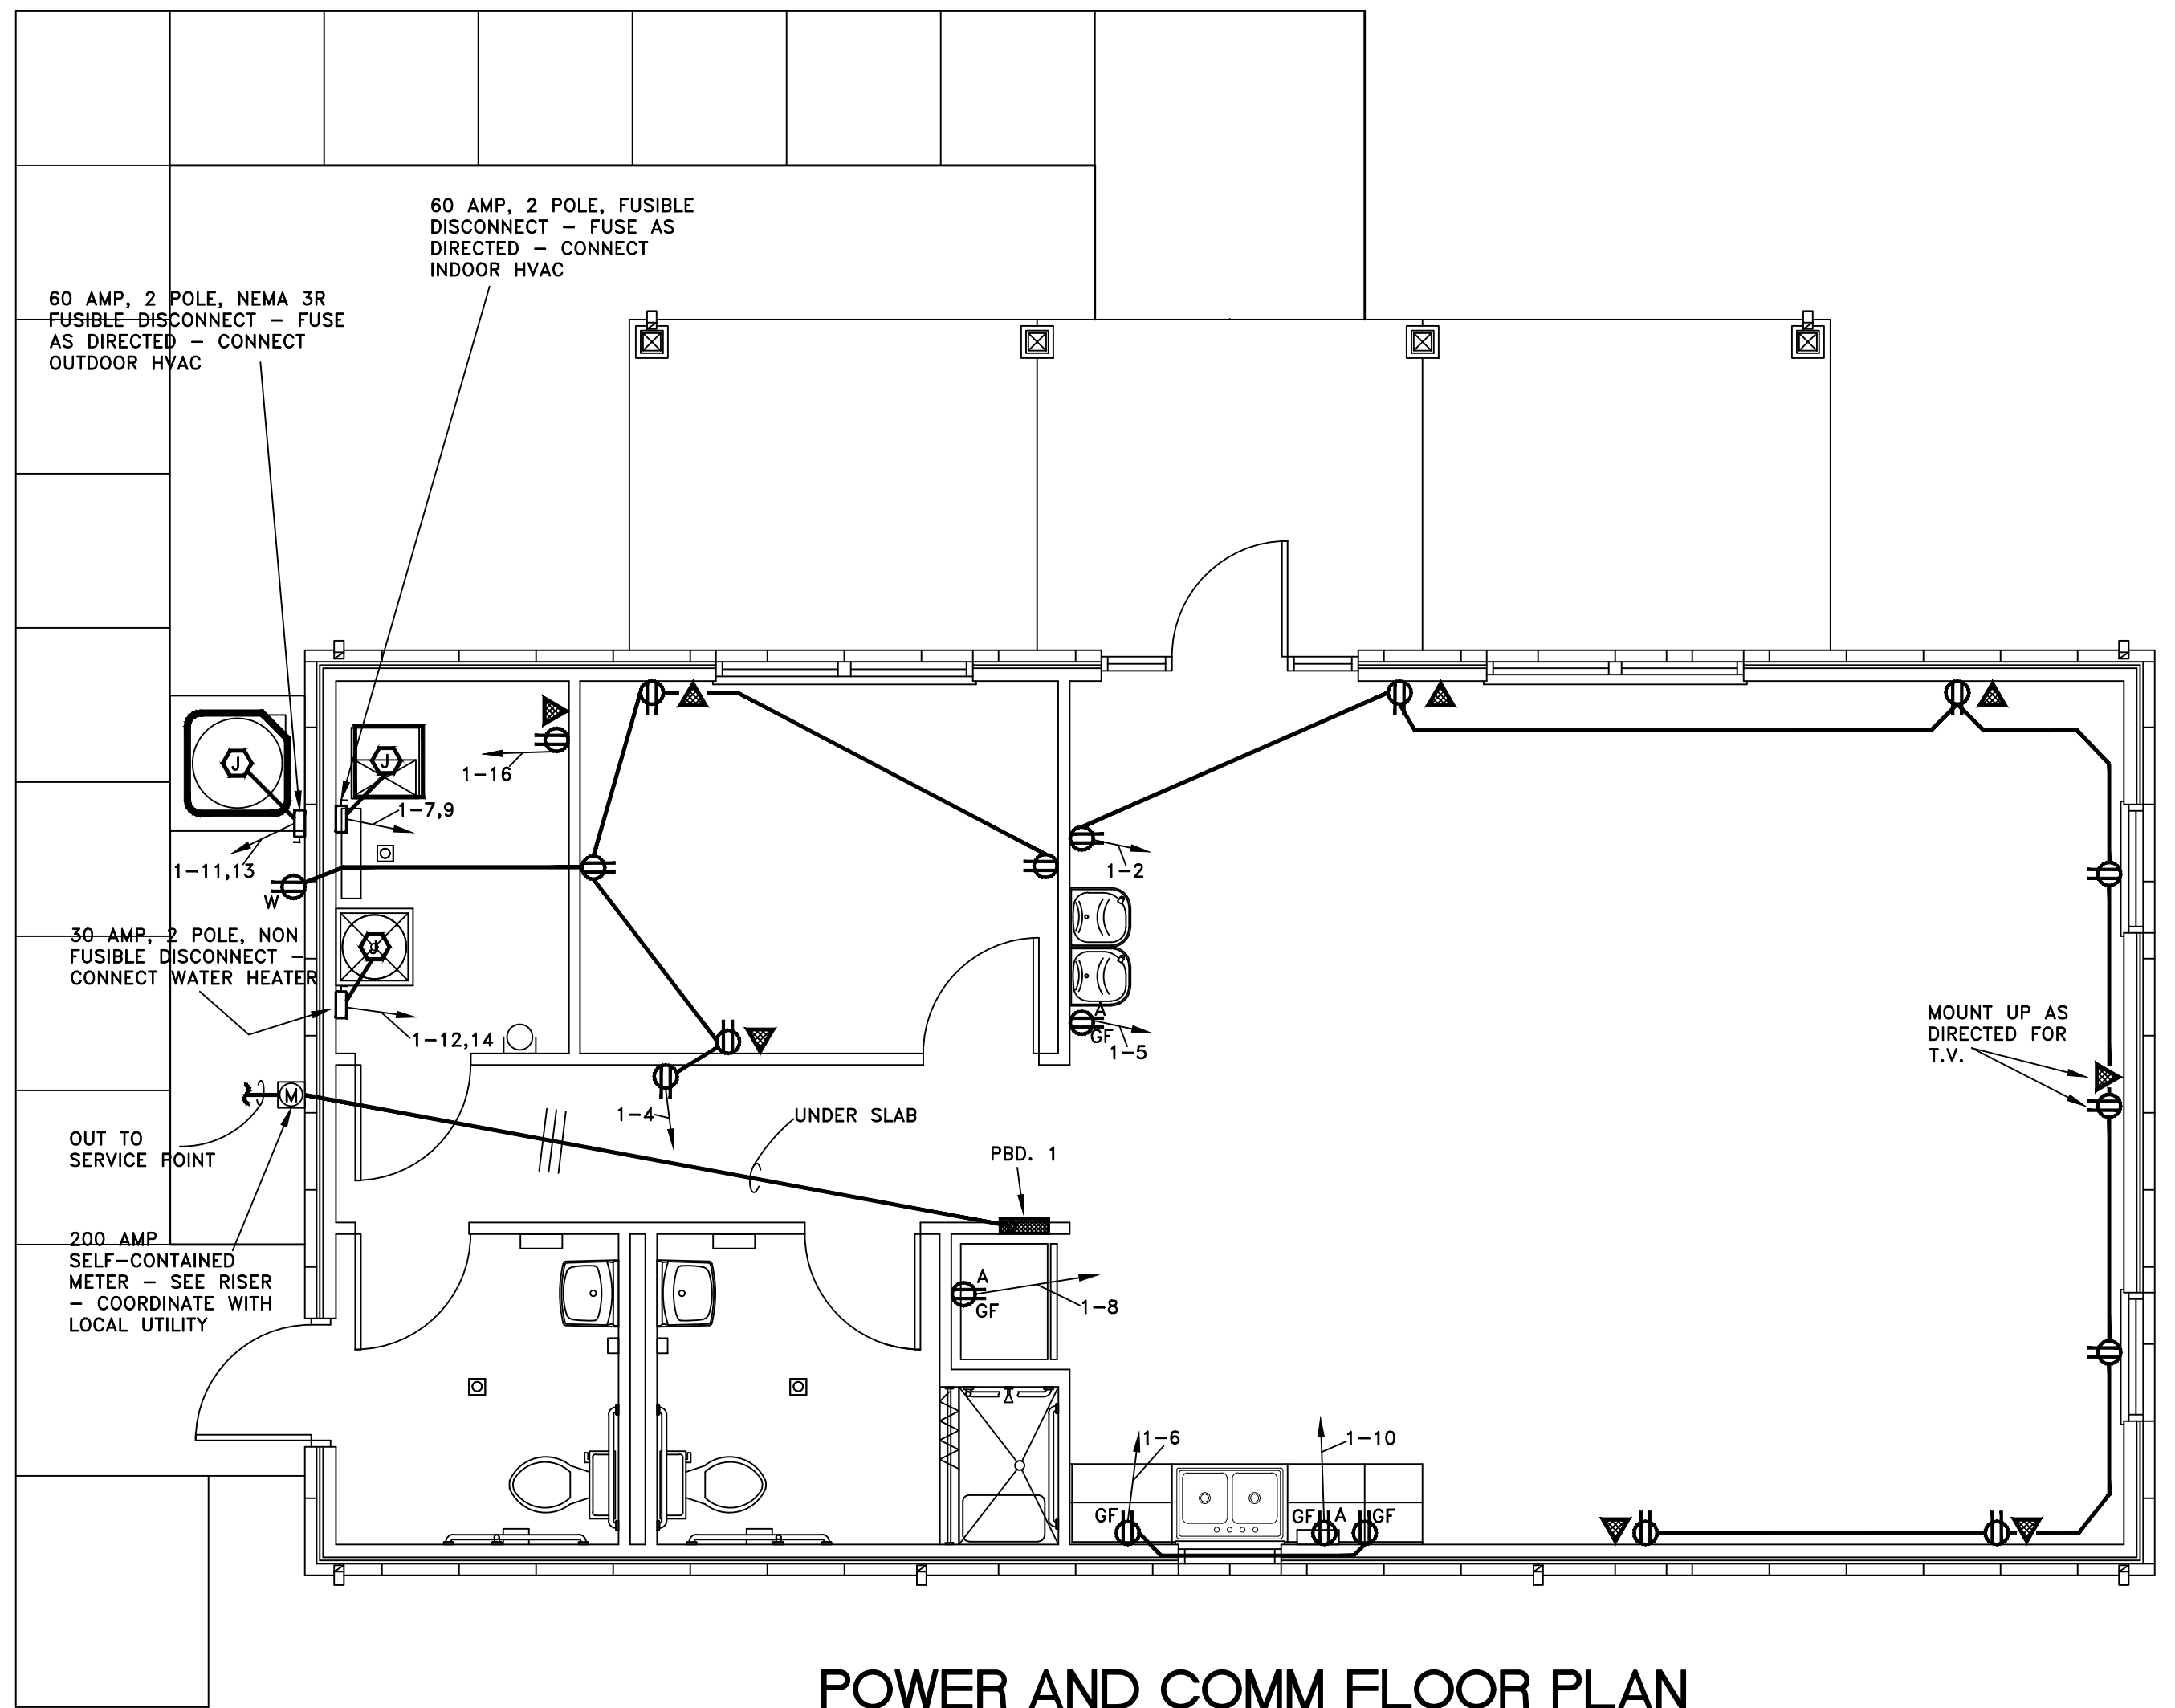 60 AMP, 2 POLE, FUSIBLE
DISCONNECT – FUSE AS
DIRECTED – CONNECT
INDOOR HVAC
60 AMP, 2 POLE, NEMA 3R
FUSIBLE DISCONNECT – FUSE
AS DIRECTED – CONNECT
OUTDOOR HVAC
J
J
1-16
1-7,9
1-11,13
W
1-2
30 AMP, 2 POLE, NON
FUSIBLE DISCONNECT –
CONNECT WATER HEATER
J
A
GF
1-5
1-12,14
MOUNT UP AS
DIRECTED FOR
T.V.
M
1-4
UNDER SLAB
OUT TO
SERVICE POINT
PBD. 1
200 AMP
SELF-CONTAINED
METER – SEE RISER
– COORDINATE WITH
LOCAL UTILITY
A
GF
1-8
1-6
1-10
GF
GF
A
GF
POWER AND COMM FLOOR PLAN